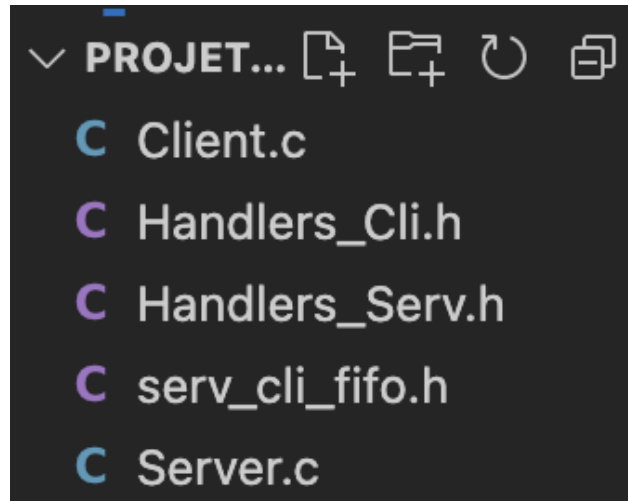 PROJET...
C Client.c
C Handlers_Cli.h
C Handlers_Serv.h
C serv_cli_fifo.h
C Server.c